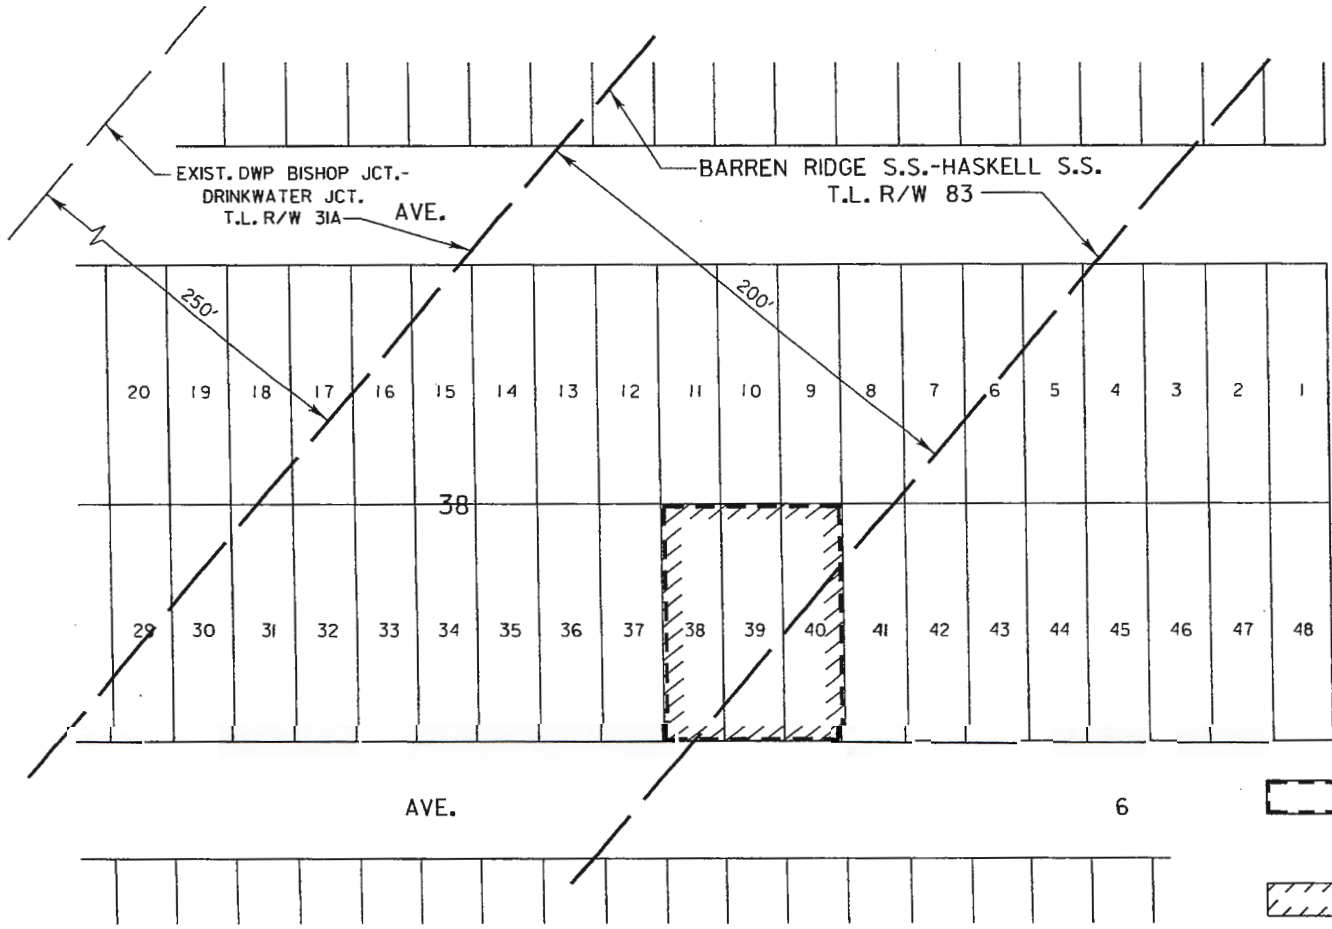 EXIST. DWP BISHOP JCT.-
DRINKWATER JCT.
T.L. R/W 31A
AVE.
BARREN RIDGE S.S.-HASKELL S.S.
T.L. R/W 83
250'
200'
20 19 18 17 16 15 14 13 12 11 10 9 8 7 6 5 4 3 2 1
38
29 30 31 32 33 34 35 36 37 38 39 40 41 42 43 44 45 46 47 48
AVE. 6